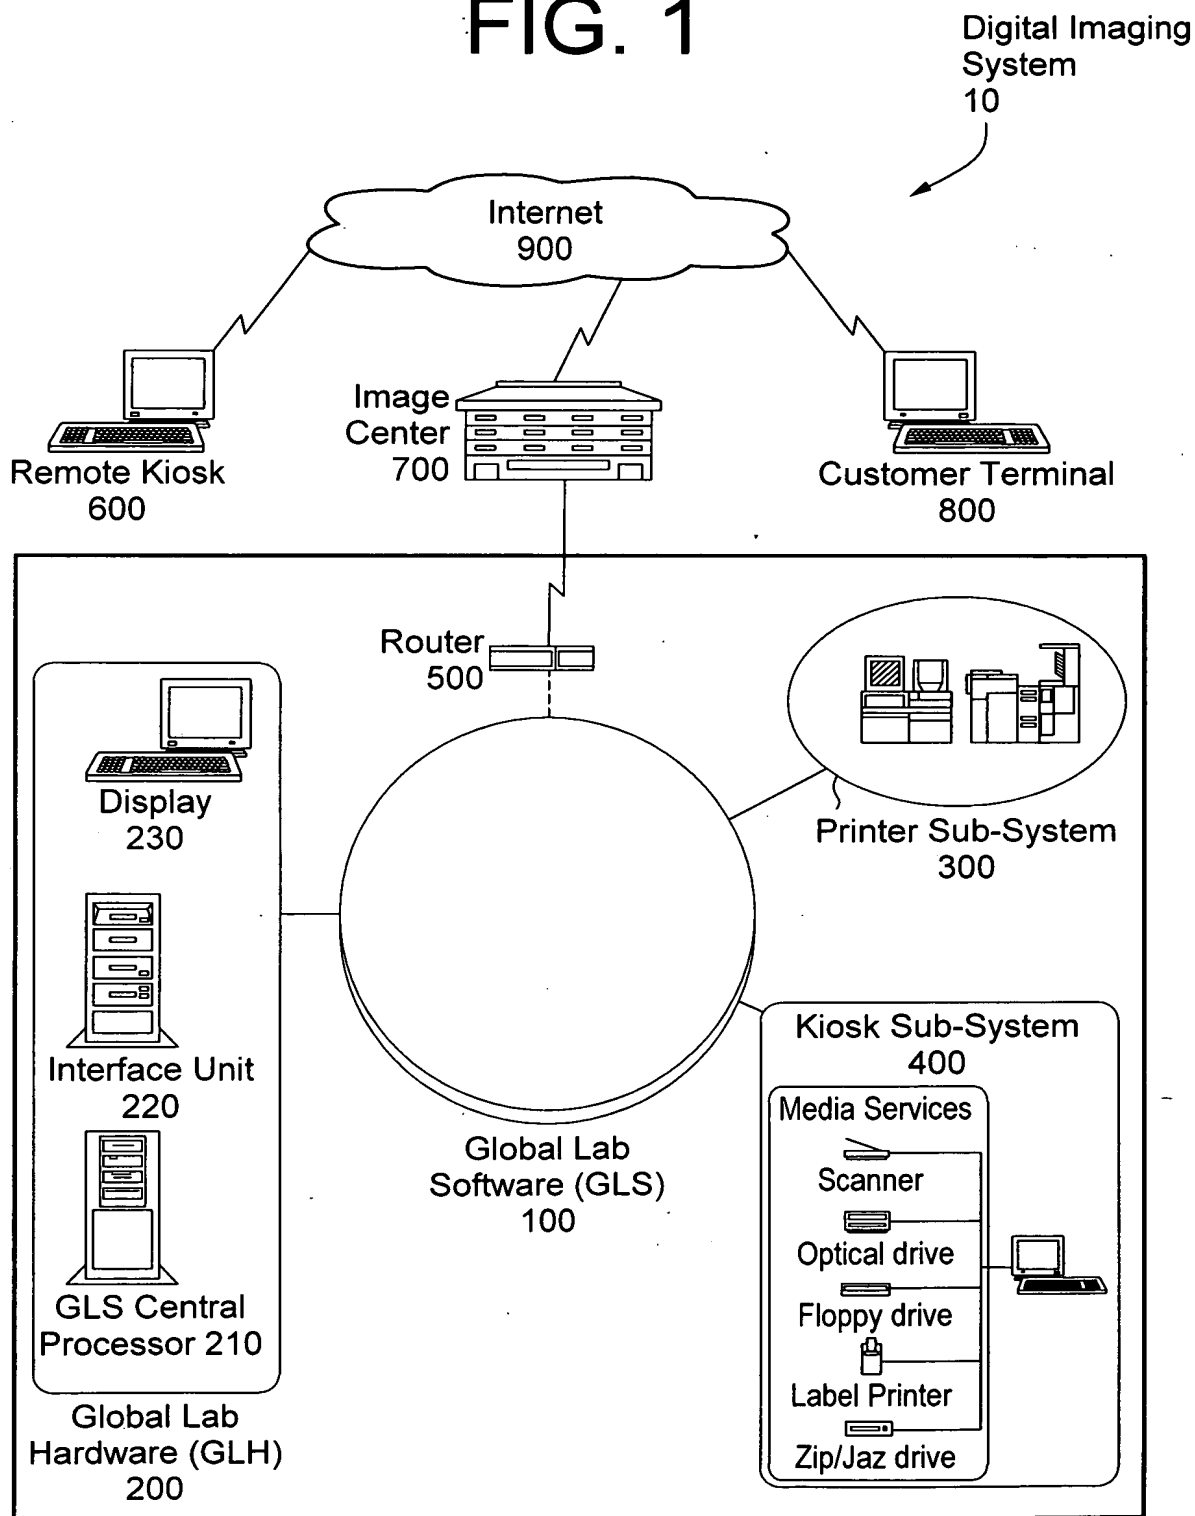 FIG. 1
Digital Imaging
System
10
Internet
900
Image
Center
700
Remote Kiosk
600
Customer Terminal
800
Router
500
Display
230
Printer Sub-System
300
Interface Unit
220
Kiosk Sub-System
400
Media Services
Scanner
Optical drive
Floppy drive
Label Printer
Zip/Jaz drive
Global Lab
Software (GLS)
100
GLS Central
Processor 210
Global Lab
Hardware (GLH)
200